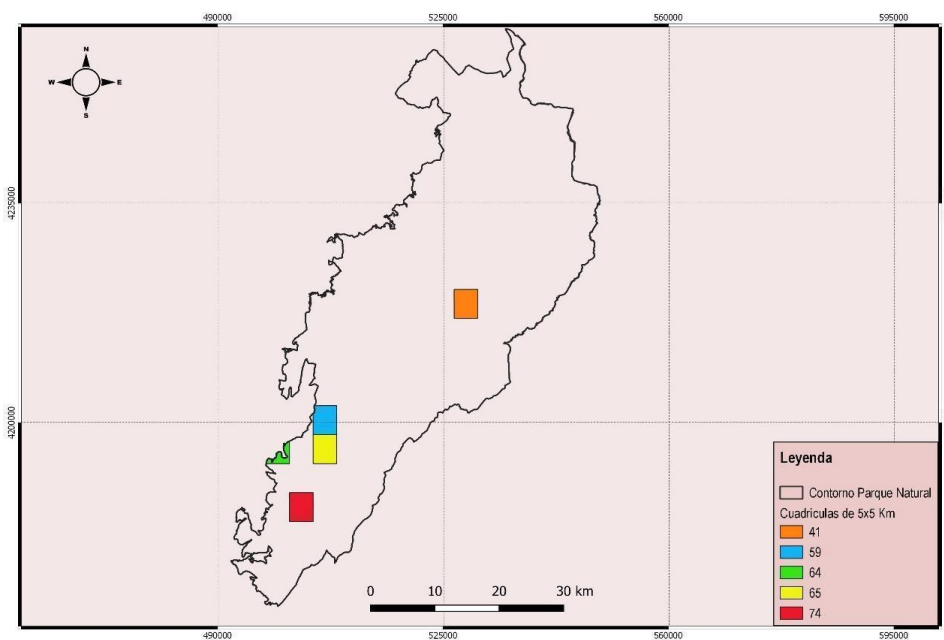 490000 525000 560000 595000
N
W E
S
4235000
4200000
Leyenda
Contorno Parque Natural
Cuadriculas de 5x5 Km
41
59
64
65
74
0 10 20 30 km
490000 525000 560000 595000